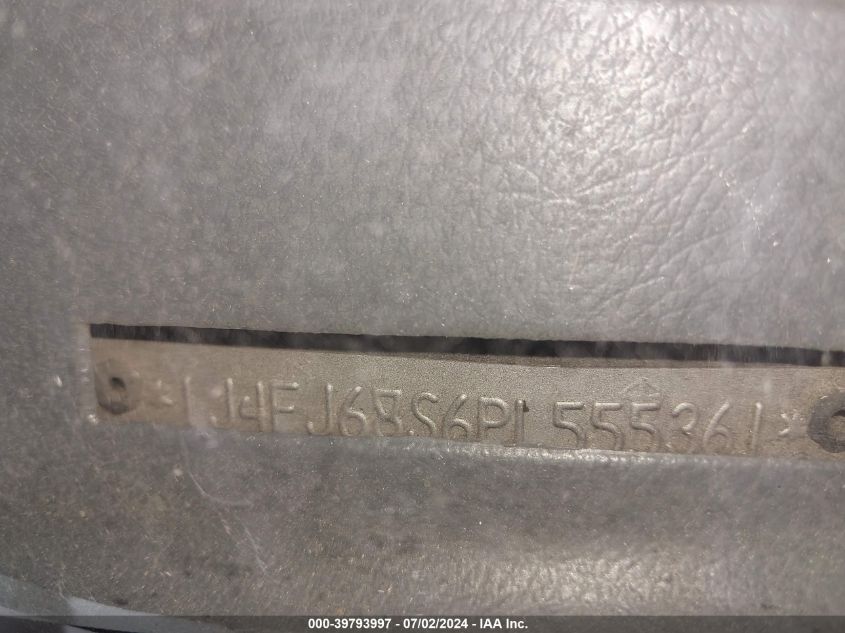 *1J4FJ68S6PL555361*
000-39793997 - 07/02/2024 - IAA Inc.